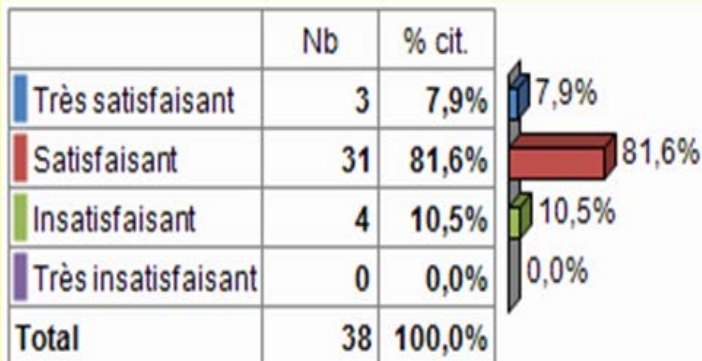 Nb % cit.
Très satisfaisant 3 7,9% 7,9%
Satisfaisant 31 81,6% 81,6%
Insatisfaisant 4 10,5% 10,5%
Très insatisfaisant 0 0,0% 0,0%
Total 38 100,0%